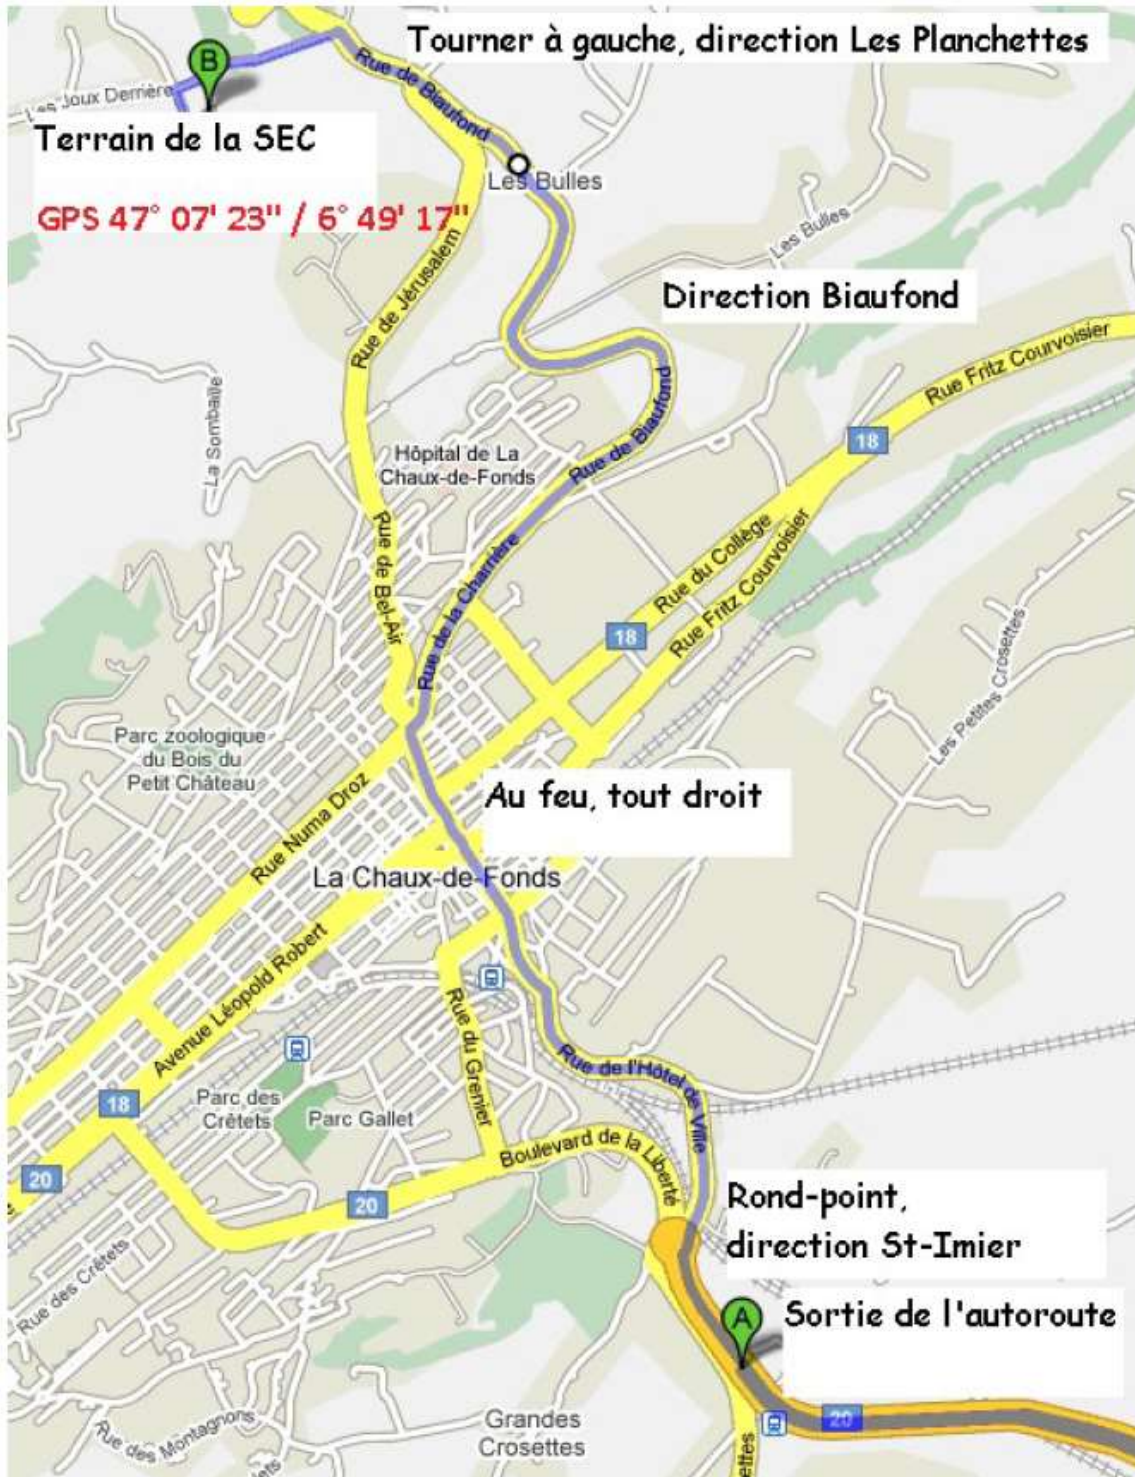 Tourner à gauche, direction Les Planchettes
B
Rue de Biaufond
Les Joux Derrière
Terrain de la SEC
Les Bulles
GPS 47° 07' 23" / 6° 49' 17"
Les Bulles
Rue de Jérusalem
Direction Biaufond
Rue Fritz Courvoisier
La Sombaille
Rue de Biaufond
18
Hôpital de La
Chaux-de-Fonds
Rue de Bel-Air
Rue de la Charrière
Rue du Collège
Rue Fritz Courvoisier
18
Les Petites Crosettes
Parc zoologique
du Bois du
Petit Château
Au feu, tout droit
Rue Numa Droz
La Chaux-de-Fonds
Avenue Léopold Robert
Rue du Grenier
Rue de l'Hôtel de Ville
18
Parc des
Crêtets
Parc Gallet
Boulevard de la Liberté
20
20
Rond-point,
direction St-Imier
Rue des Crêtets
A
Sortie de l'autoroute
20
Rue des Montagnons
Grandes
Crosettes
ettes
lets